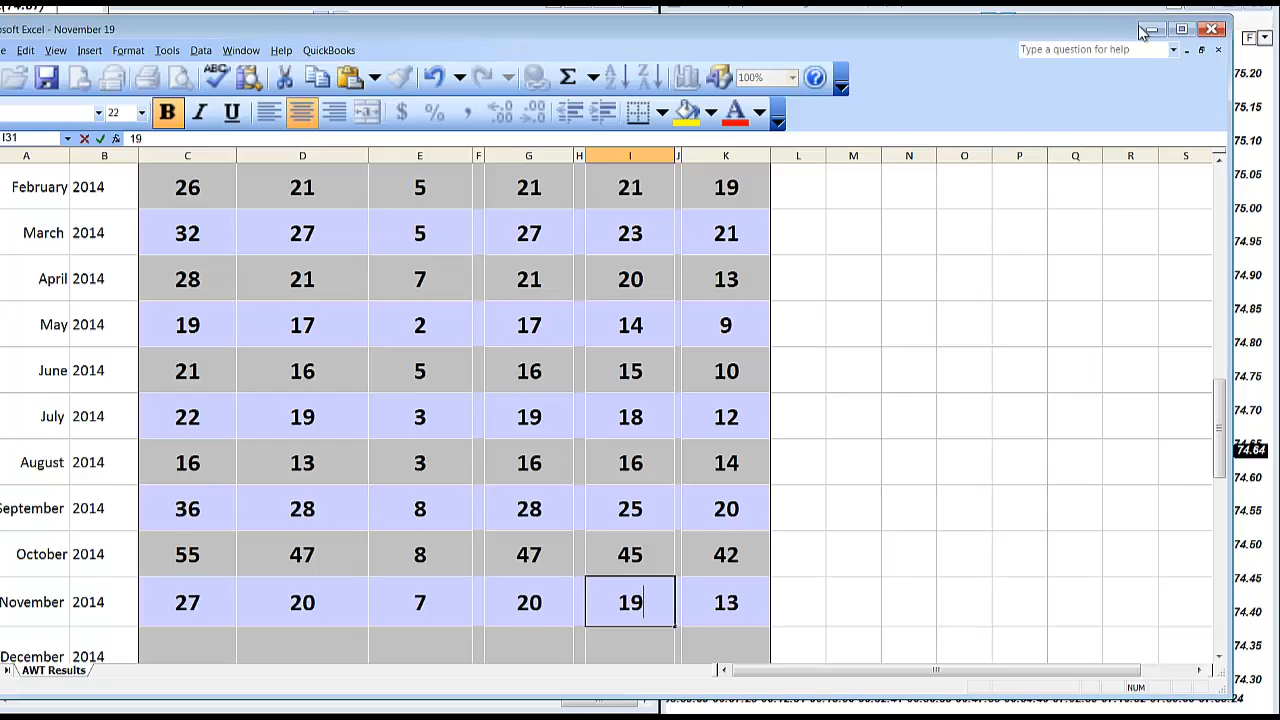 osoft Excel - November 19
Edit View Insert Format Tools Data Window Help QuickBooks
Type a question for help
F
100%
22 B I U $ %
I31 19
A B C D E F G H I J K L M N O P Q R S
February 2014 26 21 5 21 21 19
March 2014 32 27 5 27 23 21
April 2014 28 21 7 21 20 13
May 2014 19 17 2 17 14 9
June 2014 21 16 5 16 15 10
July 2014 22 19 3 19 18 12
August 2014 16 13 3 16 16 14
September 2014 36 28 8 28 25 20
October 2014 55 47 8 47 45 42
November 2014 27 20 7 20 19 13
December 2014
AWT Results
NUM
75.20
75.15
75.10
75.05
75.00
74.95
74.90
74.85
74.80
74.75
74.70
74.65
74.64
74.60
74.55
74.50
74.45
74.40
74.35
74.30